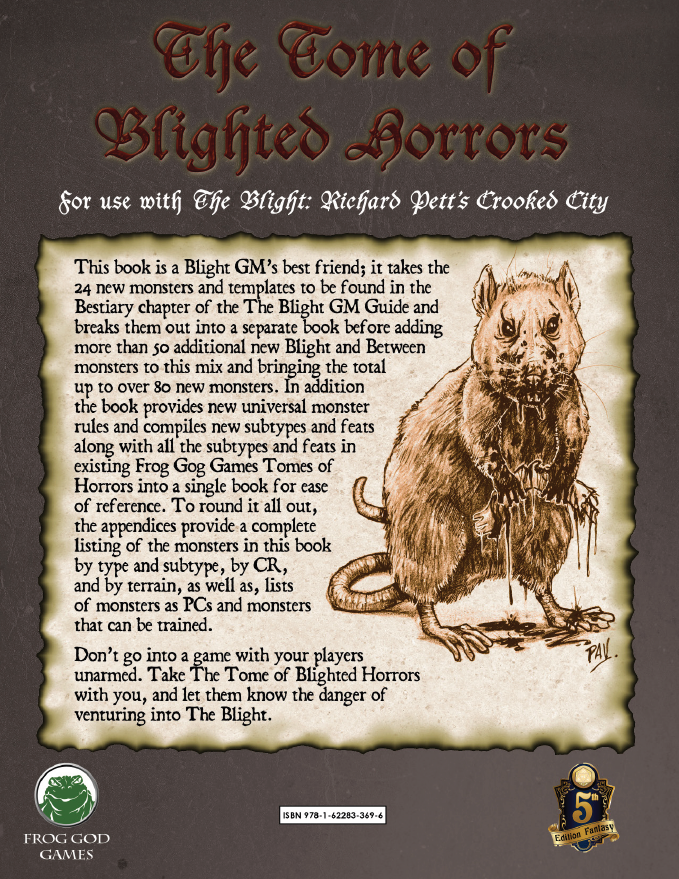 The Tome of
Blighted Horrors
For use with The Blight: Richard Pett's Crooked City
This book is a Blight GM's best friend; it takes the
24 new monsters and templates to be found in the
Bestiary chapter of the The Blight GM Guide and
breaks them out into a separate book before adding
more than 50 additional new Blight and Between
monsters to this mix and bringing the total
up to over 80 new monsters. In addition
the book provides new universal monster
rules and compiles new subtypes and feats
along with all the subtypes and feats in
existing Frog Gog Games Tomes of
Horrors into a single book for ease
of reference. To round it all out,
the appendices provide a complete
listing of the monsters in this book
by type and subtype, by CR,
and by terrain, as well as, lists
of monsters as PCs and monsters
that can be trained.
Don't go into a game with your players
unarmed. Take The Tome of Blighted Horrors
with you, and let them know the danger of
venturing into The Blight.
PAV.
FROG GOD
GAMES
ISBN 978-1-62283-369-6
5th
Edition Fantasy